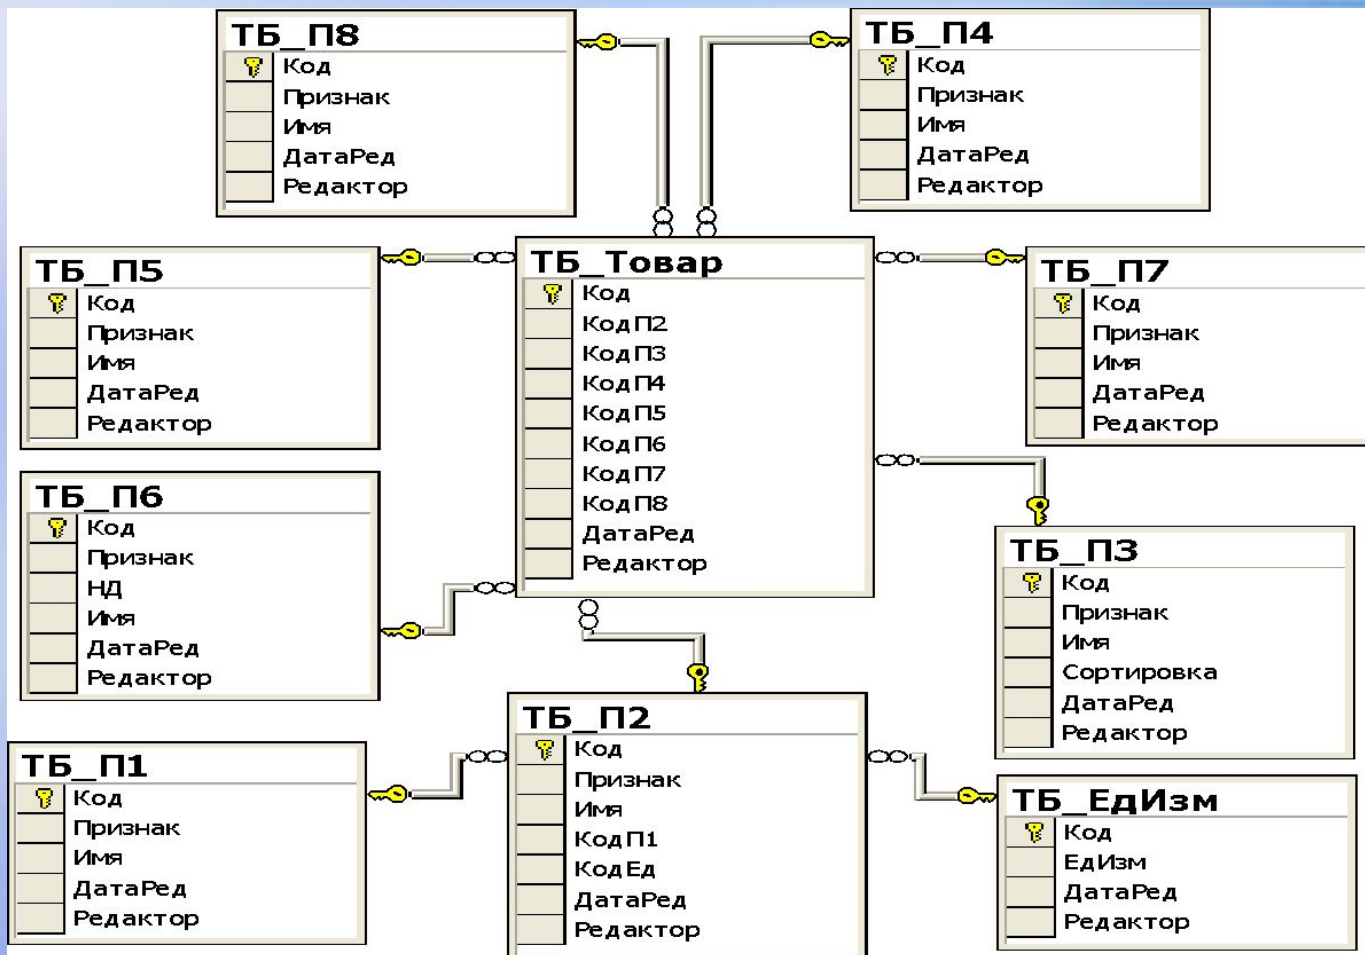 ТБ_П8
Код
Признак
Имя
ДатаРед
Редактор
ТБ_П4
Код
Признак
Имя
ДатаРед
Редактор
ТБ_П5
Код
Признак
Имя
ДатаРед
Редактор
ТБ_Товар
Код
КодП2
КодП3
КодП4
КодП5
КодП6
КодП7
КодП8
ДатаРед
Редактор
ТБ_П7
Код
Признак
Имя
ДатаРед
Редактор
ТБ_П6
Код
Признак
НД
Имя
ДатаРед
Редактор
ТБ_П3
Код
Признак
Имя
Сортировка
ДатаРед
Редактор
ТБ_П1
Код
Признак
Имя
ДатаРед
Редактор
ТБ_П2
Код
Признак
Имя
КодП1
КодЕд
ДатаРед
Редактор
ТБ_ЕдИзм
Код
ЕдИзм
ДатаРед
Редактор